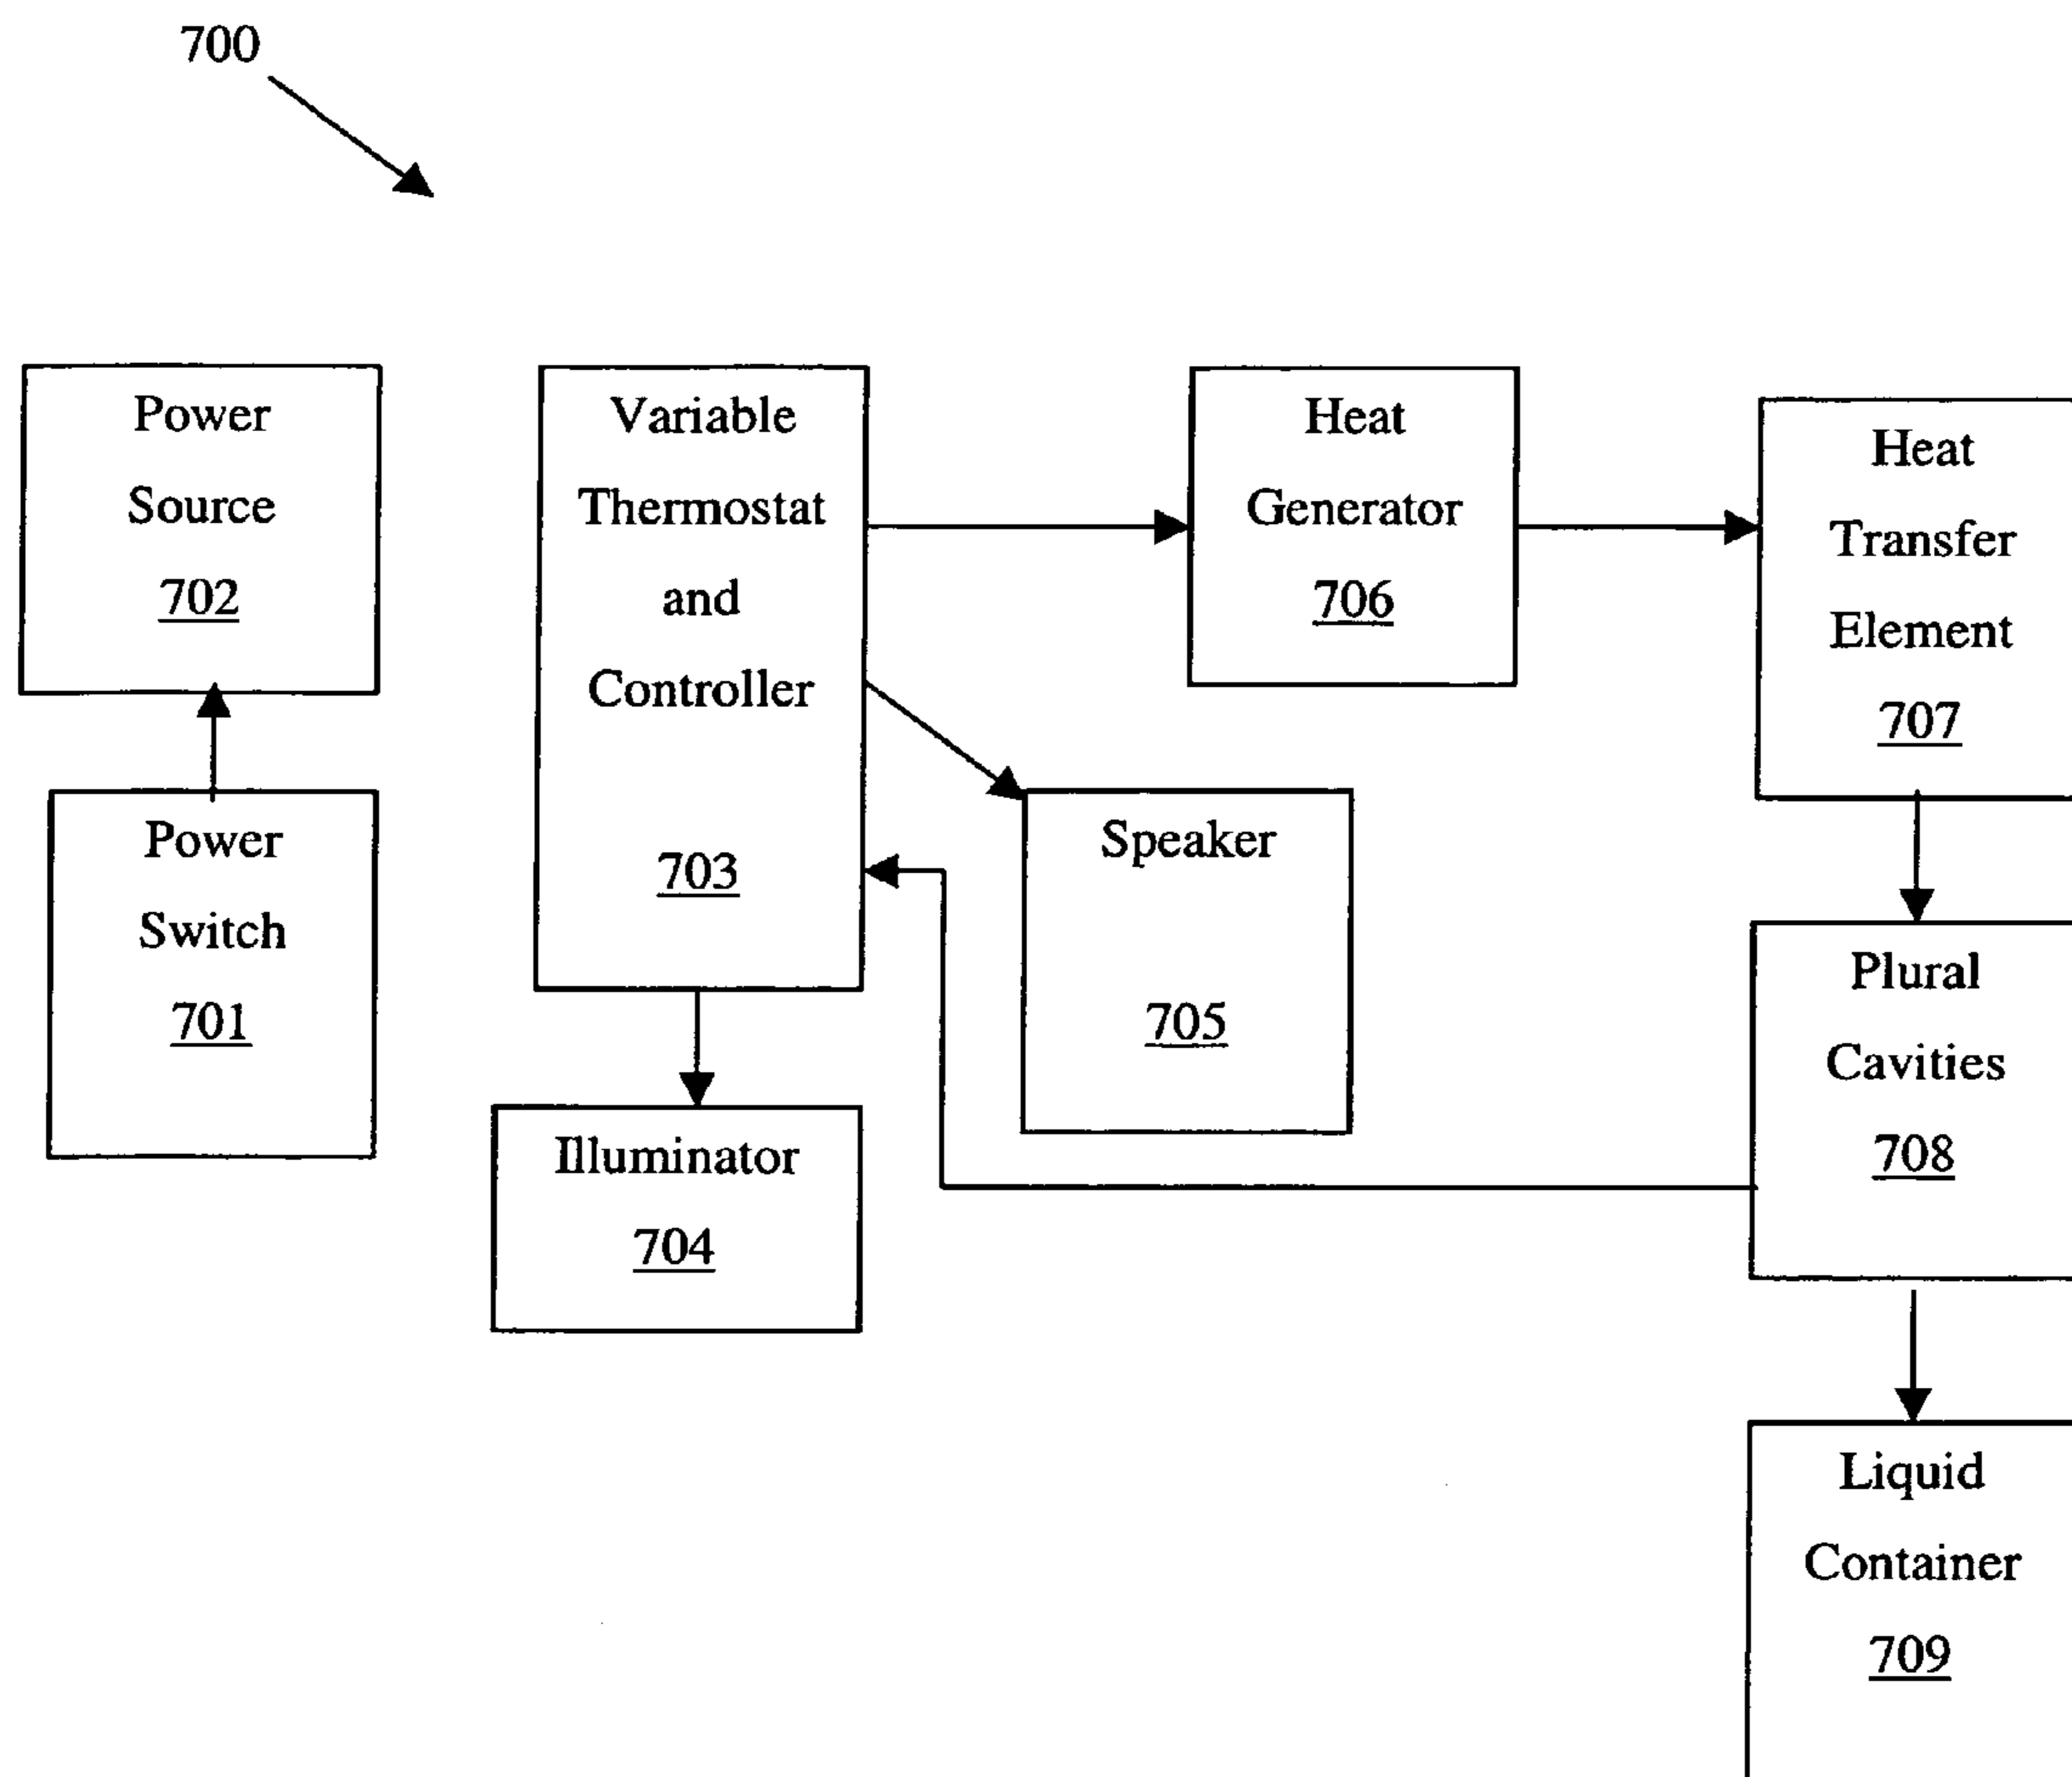 700
Power
Source
702
Power
Switch
701
Variable
Thermostat
and
Controller
703
Illuminator
704
Speaker
705
Heat
Generator
706
Heat
Transfer
Element
707
Plural
Cavities
708
Liquid
Container
709